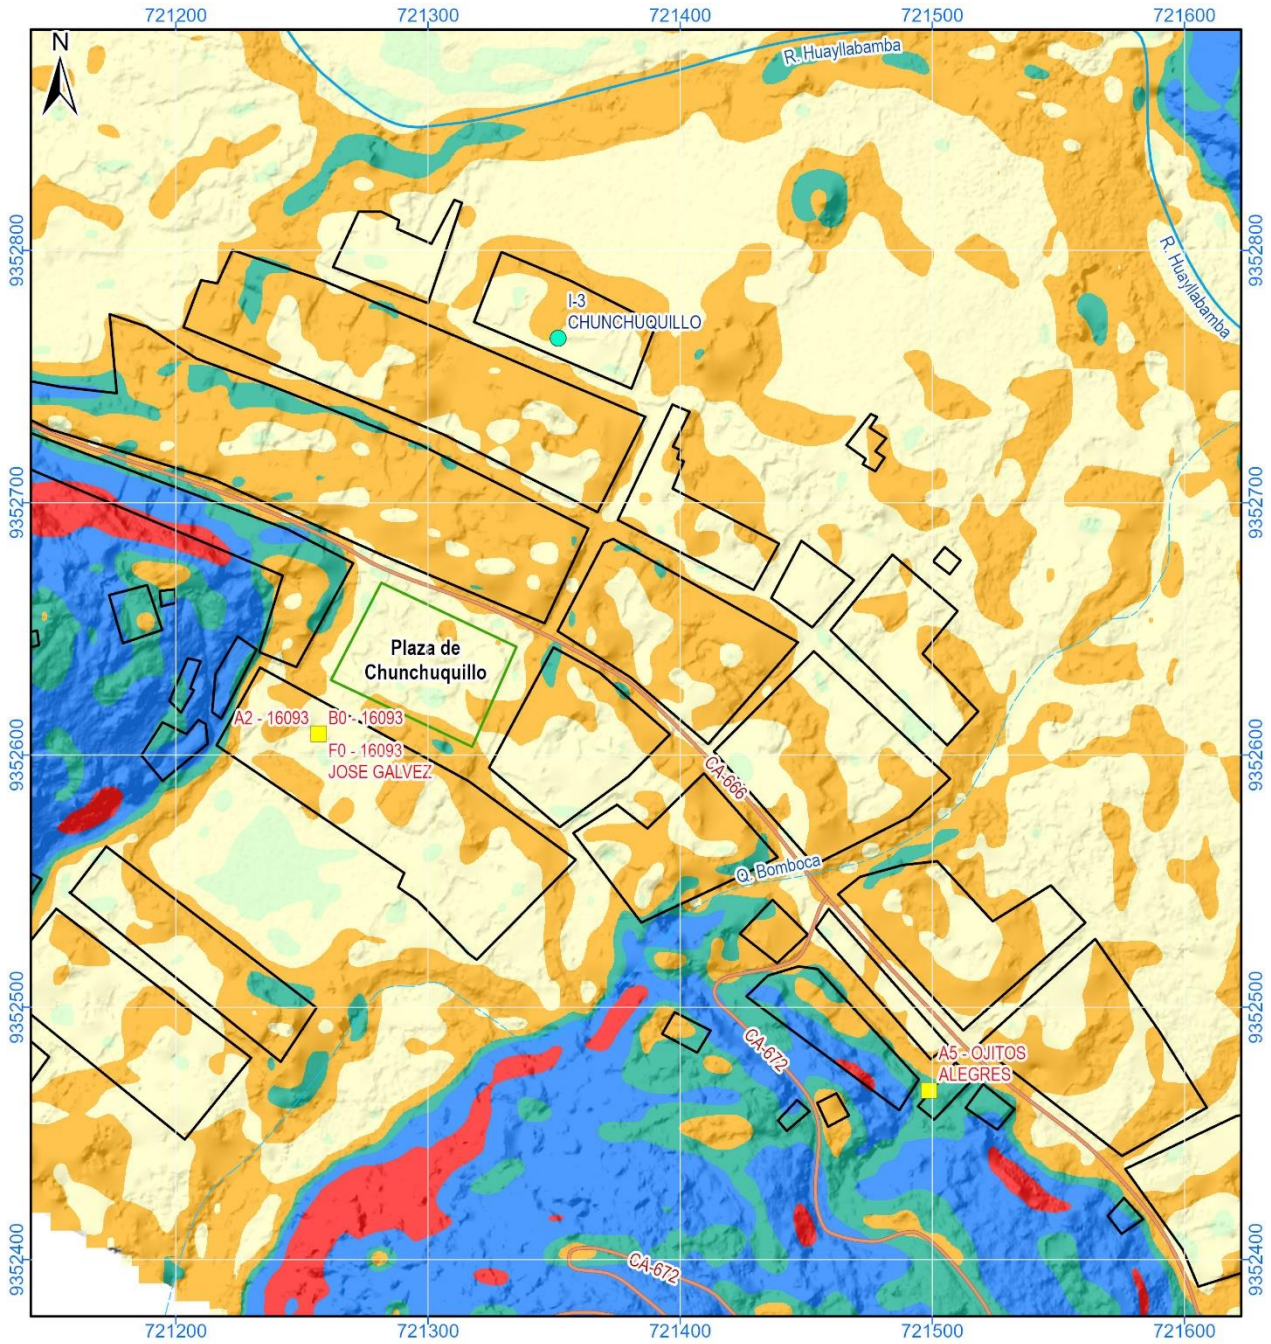 721200
721300
721400
721500
721600
N
R. Huayllabamba
9352800
9352800
R. Huayllabamba
I-3
CHUNCHUQUILLO
9352700
9352700
Plaza de
Chunchuquillo
A2 - 16093
B0 - 16093
F0 - 16093
JOSE GALVEZ
9352600
9352600
CA-666
Q. Bomboca
9352500
9352500
CA-672
A5 - OJITOS
ALEGRES
CA-672
9352400
9352400
721200
721300
721400
721500
721600